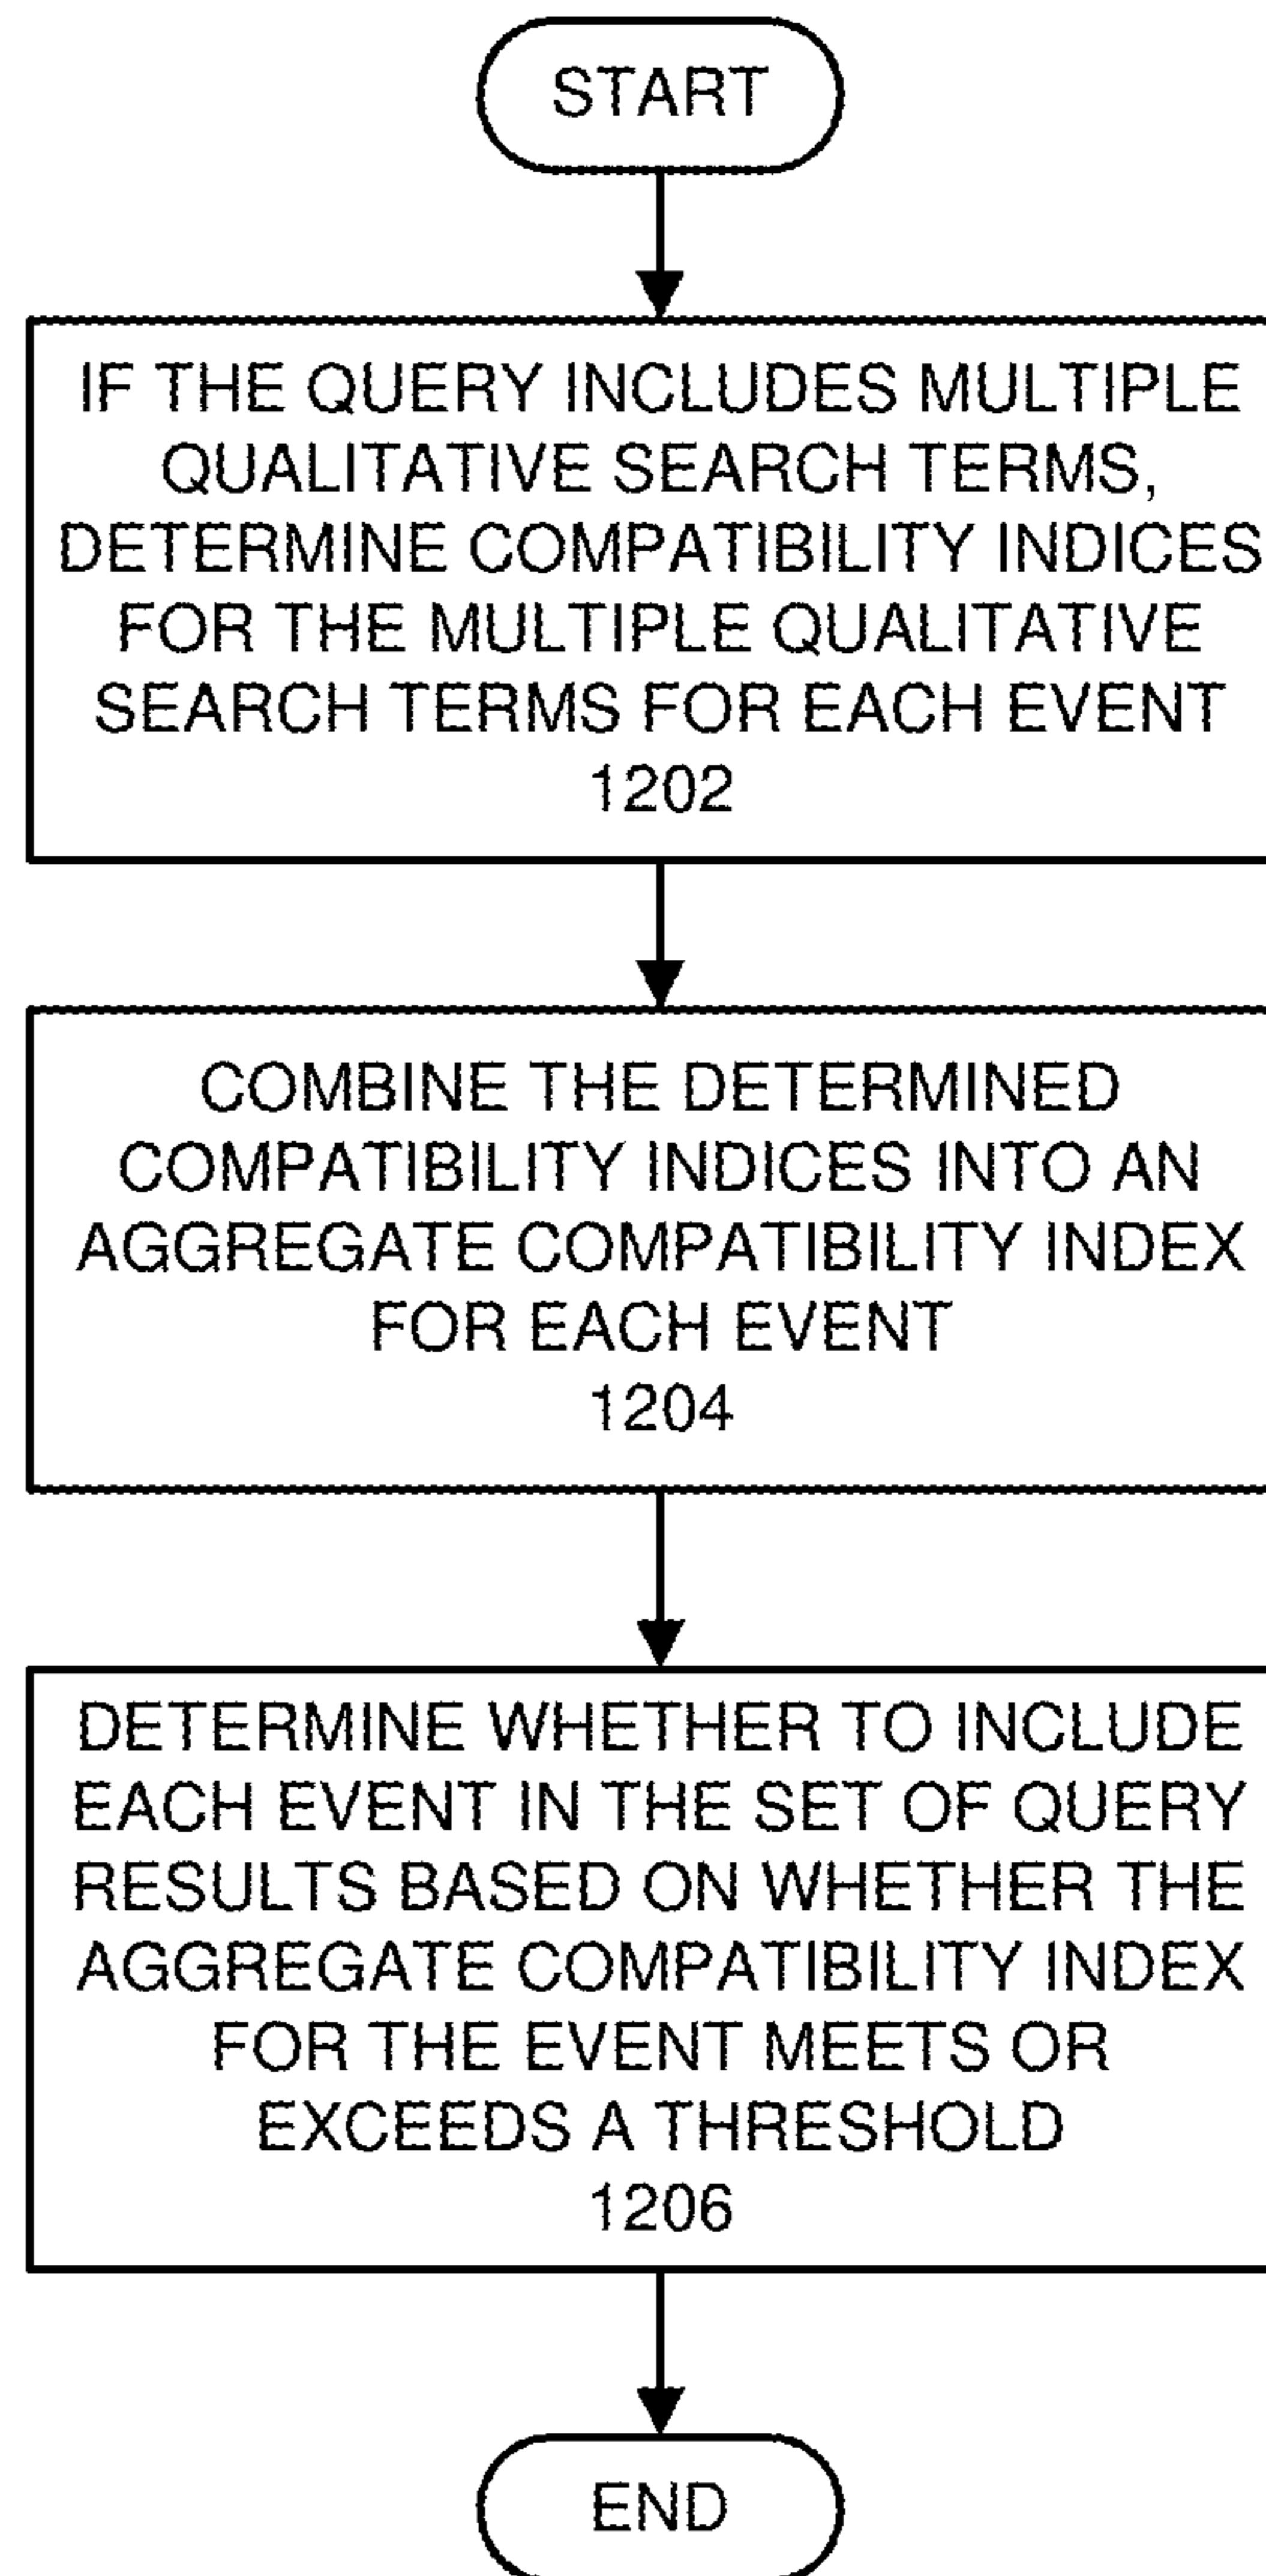 START
IF THE QUERY INCLUDES MULTIPLE
QUALITATIVE SEARCH TERMS,
DETERMINE COMPATIBILITY INDICES
FOR THE MULTIPLE QUALITATIVE
SEARCH TERMS FOR EACH EVENT
1202
COMBINE THE DETERMINED
COMPATIBILITY INDICES INTO AN
AGGREGATE COMPATIBILITY INDEX
FOR EACH EVENT
1204
DETERMINE WHETHER TO INCLUDE
EACH EVENT IN THE SET OF QUERY
RESULTS BASED ON WHETHER THE
AGGREGATE COMPATIBILITY INDEX
FOR THE EVENT MEETS OR
EXCEEDS A THRESHOLD
1206
END